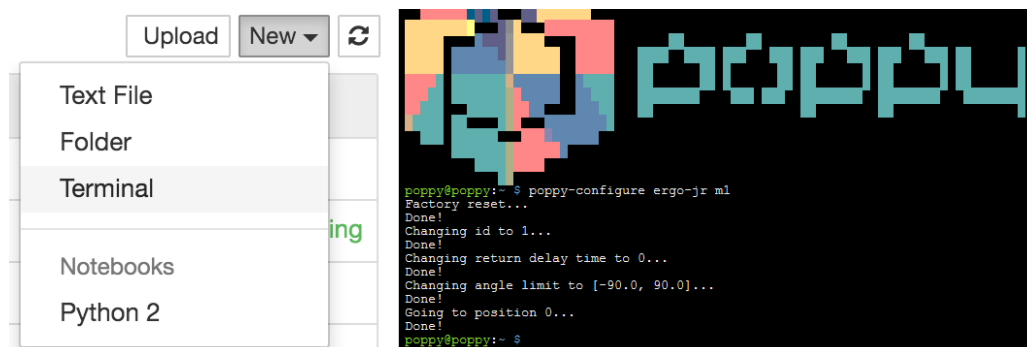 Upload New
Text File
Folder
Terminal
ing
Notebooks
Python 2
poppy
poppy@poppy:~ $ poppy-configure ergo-jr m1
Factory reset...
Done!
Changing id to 1...
Done!
Changing return delay time to 0...
Done!
Changing angle limit to [-90.0, 90.0]...
Done!
Going to position 0...
Done!
poppy@poppy:~ $